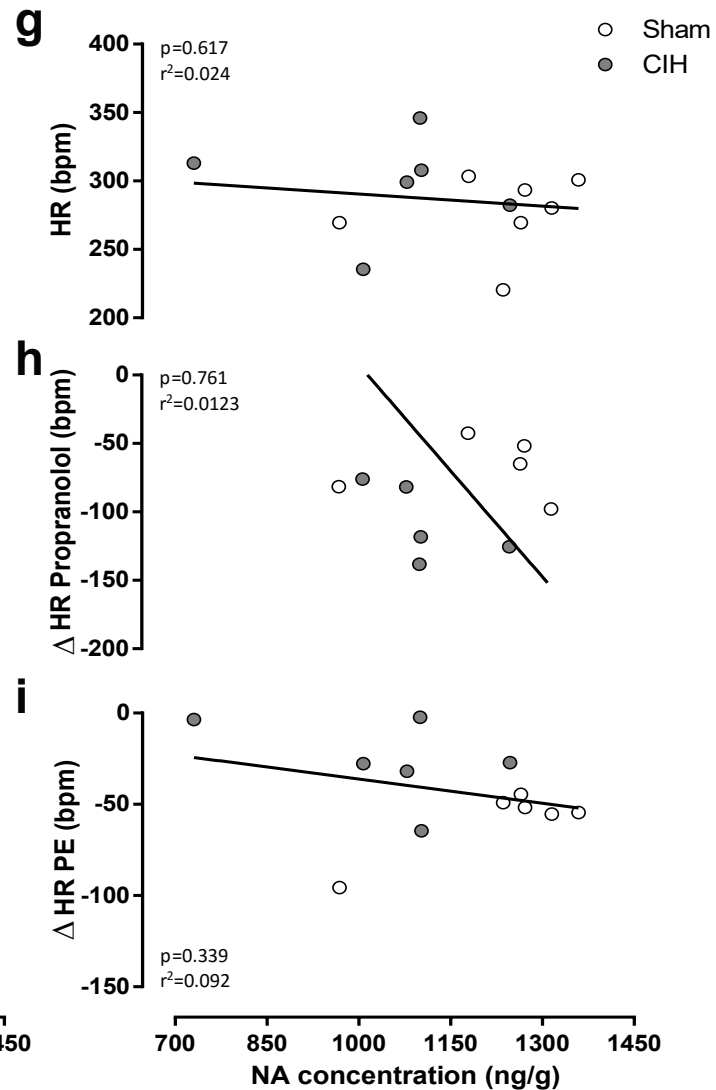 g
Sham
CIH
400
350
300
250
200
HR (bpm)
p=0.617
r²=0.024
h
0
-50
-100
-150
-200
Δ HR Propranolol (bpm)
p=0.761
r²=0.0123
i
0
-50
-100
-150
Δ HR PE (bpm)
p=0.339
r²=0.092
450
700 850 1000 1150 1300 1450
NA concentration (ng/g)